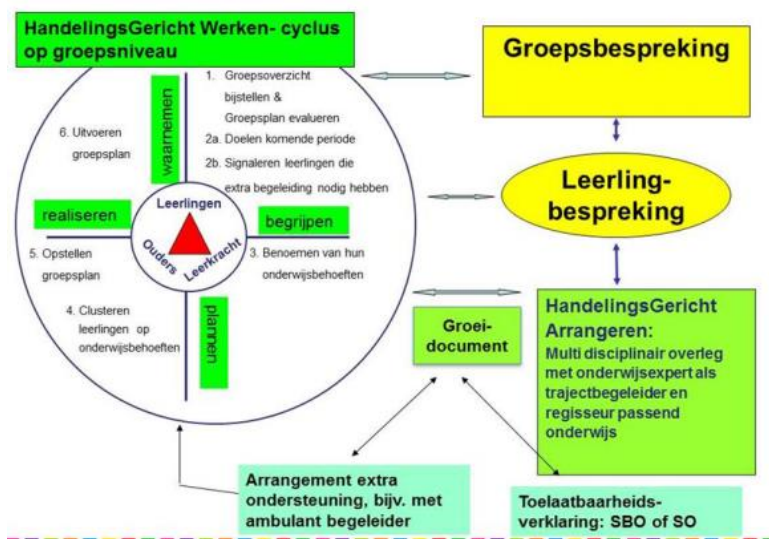 HandelingsGericht Werken- cyclus
op groepsniveau
1. Groepsoverzicht
bijstellen &
Groepsplan evalueren
2a. Doelen komende periode
2b. Signaleren leerlingen die
extra begeleiding nodig hebben
waarnemen
6. Uitvoeren
groepsplan
realiseren
Leerlingen
Ouders
Leerkracht
begrijpen
5. Opstellen
groepsplan
3. Benoemen van hun
onderwijsbehoeften
4. Clusteren
leerlingen op
onderwijsbehoeften
plannen
Groepsbespreking
Leerling-
bespreking
Groei-
document
HandelingsGericht
Arrangeren:
Multi disciplinair overleg
met onderwijsexpert als
trajectbegeleider en
regisseur passend
onderwijs
Arrangement extra
ondersteuning, bijv. met
ambulant begeleider
Toelaatbaarheids-
verklaring: SBO of SO